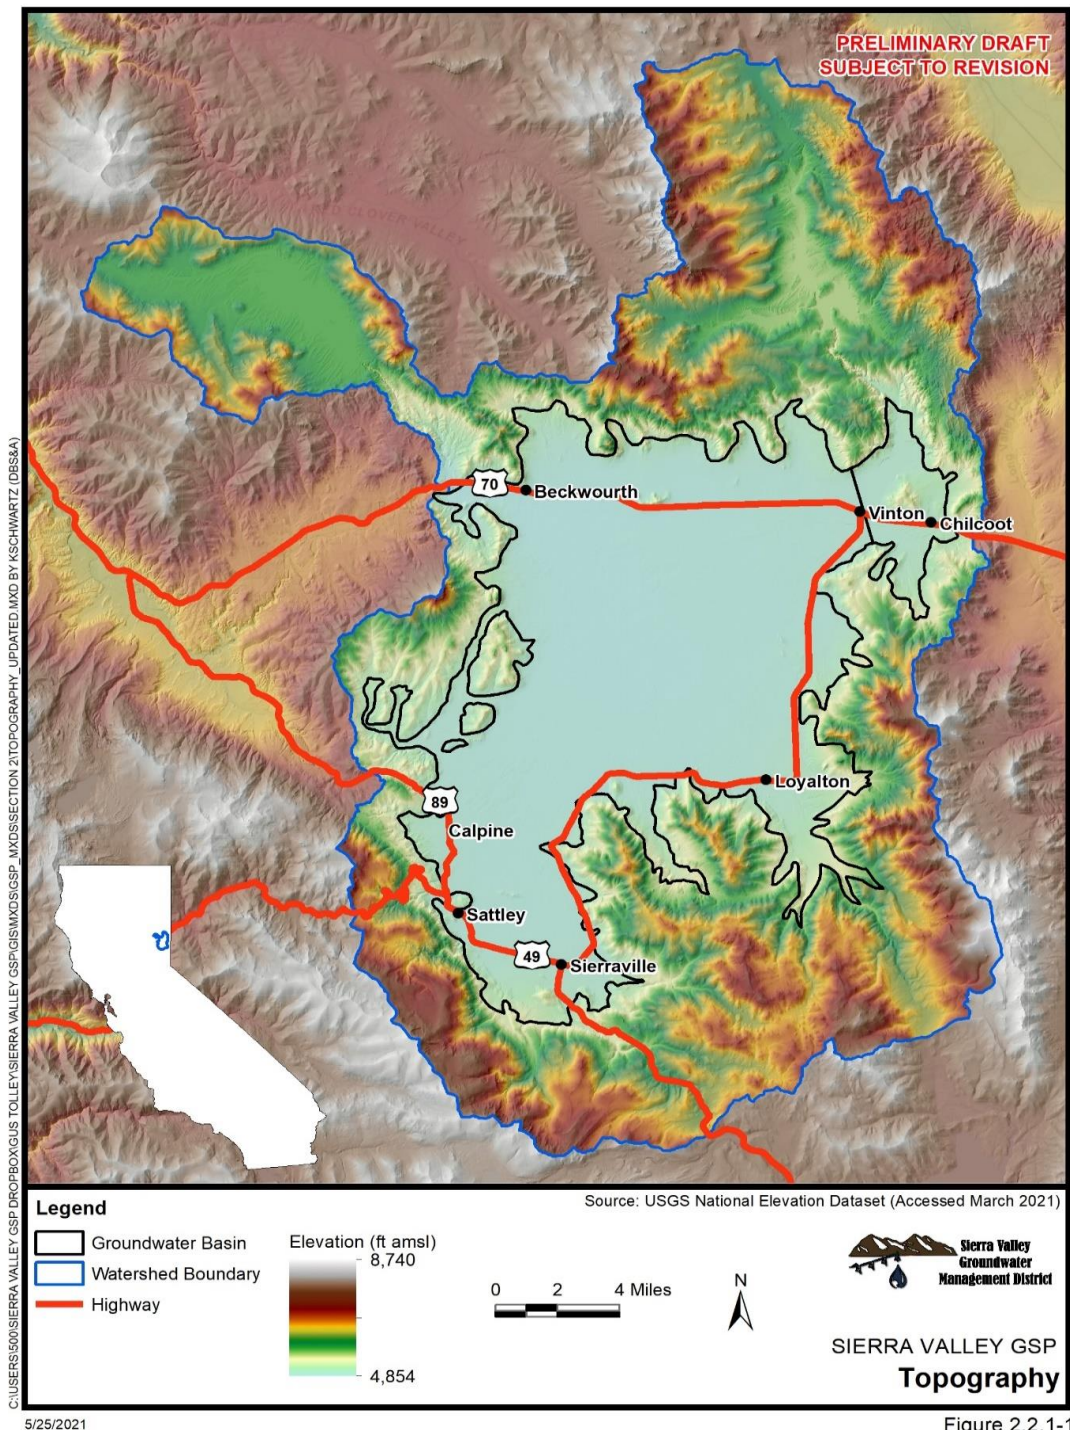 PRELIMINARY DRAFT
SUBJECT TO REVISION
RED CLOVER VALLEY
70
Beckwourth
Vinton
Chilcoot
Loyalton
89
Calpine
Sattley
49
Sierraville
C:\USERS\500\SIERRA VALLEY GSP DROPBOX\GUS TOLLEY\SIERRA VALLEY GSP\GIS\MXDS\GSP_MXDS\SECTION 2\TOPOGRAPHY_UPDATED.MXD BY KSCHWARTZ (DBS&A)
Source: USGS National Elevation Dataset (Accessed March 2021)
Legend
Groundwater Basin
Watershed Boundary
Highway
Elevation (ft amsl)
8,740
4,854
0 2 4 Miles
N
Sierra Valley
Groundwater
Management District
SIERRA VALLEY GSP
Topography
5/25/2021
Figure 2.2.1-1